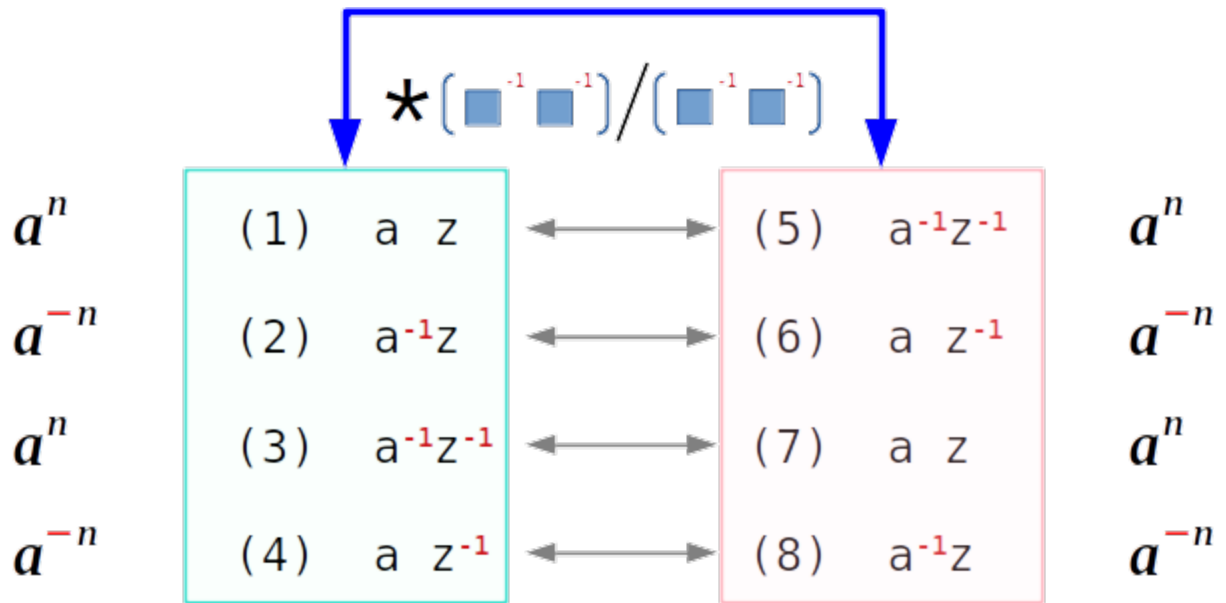 *(■⁻¹ ■⁻¹)/(■⁻¹ ■⁻¹)
aⁿ (1) a z (5) a⁻¹z⁻¹ aⁿ
a⁻ⁿ (2) a⁻¹z (6) a z⁻¹ a⁻ⁿ
aⁿ (3) a⁻¹z⁻¹ (7) a z aⁿ
a⁻ⁿ (4) a z⁻¹ (8) a⁻¹z a⁻ⁿ